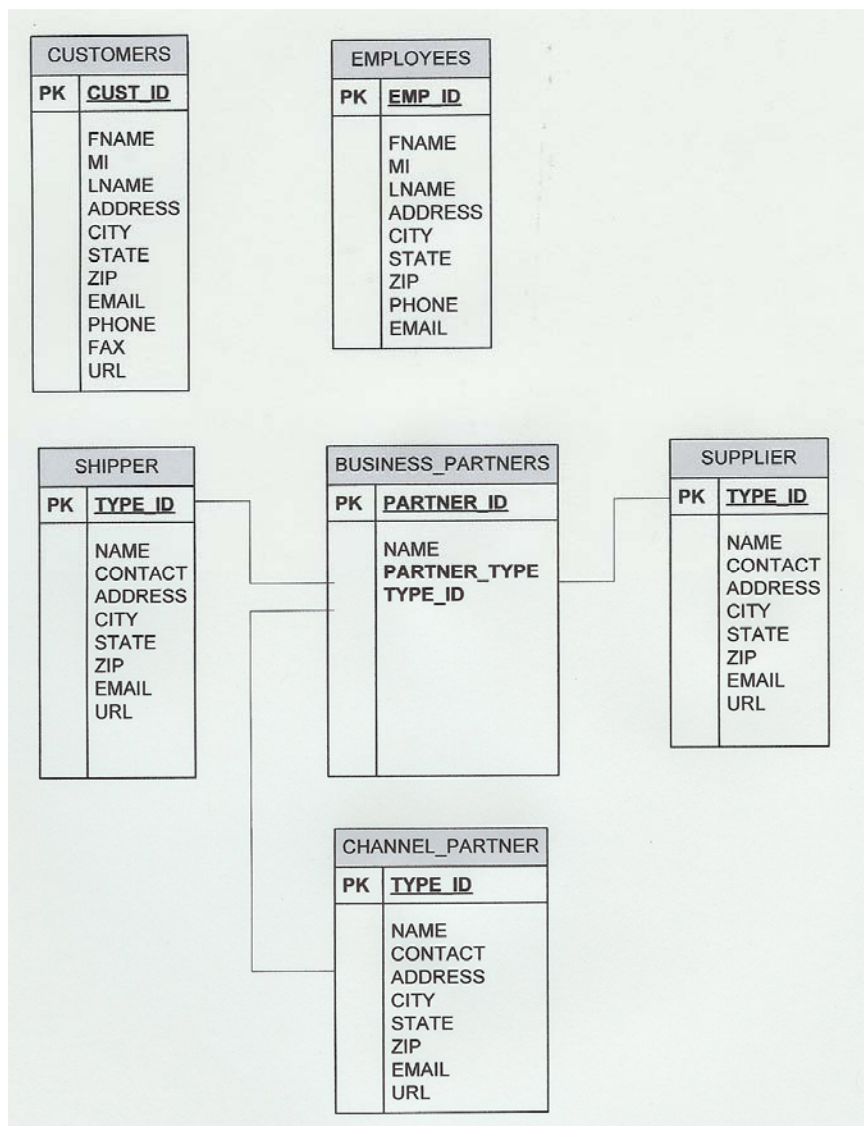 CUSTOMERS
PK CUST_ID
FNAME
MI
LNAME
ADDRESS
CITY
STATE
ZIP
EMAIL
PHONE
FAX
URL
EMPLOYEES
PK EMP_ID
FNAME
MI
LNAME
ADDRESS
CITY
STATE
ZIP
PHONE
EMAIL
SHIPPER
PK TYPE_ID
NAME
CONTACT
ADDRESS
CITY
STATE
ZIP
EMAIL
URL
BUSINESS_PARTNERS
PK PARTNER_ID
NAME
PARTNER_TYPE
TYPE_ID
SUPPLIER
PK TYPE_ID
NAME
CONTACT
ADDRESS
CITY
STATE
ZIP
EMAIL
URL
CHANNEL_PARTNER
PK TYPE_ID
NAME
CONTACT
ADDRESS
CITY
STATE
ZIP
EMAIL
URL